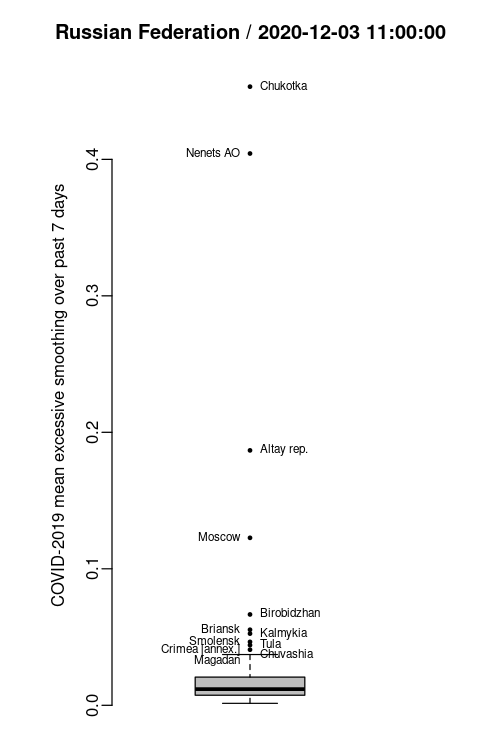 Russian Federation / 2020-12-03 11:00:00
COVID-2019 mean excessive smoothing over past 7 days
0.4
0.3
0.2
0.1
0.0
Chukotka
Nenets AO
Altay rep.
Moscow
Birobidzhan
Briansk
Kalmykia
Smolensk
Tula
Crimea [annex.]
Chuvashia
Magadan